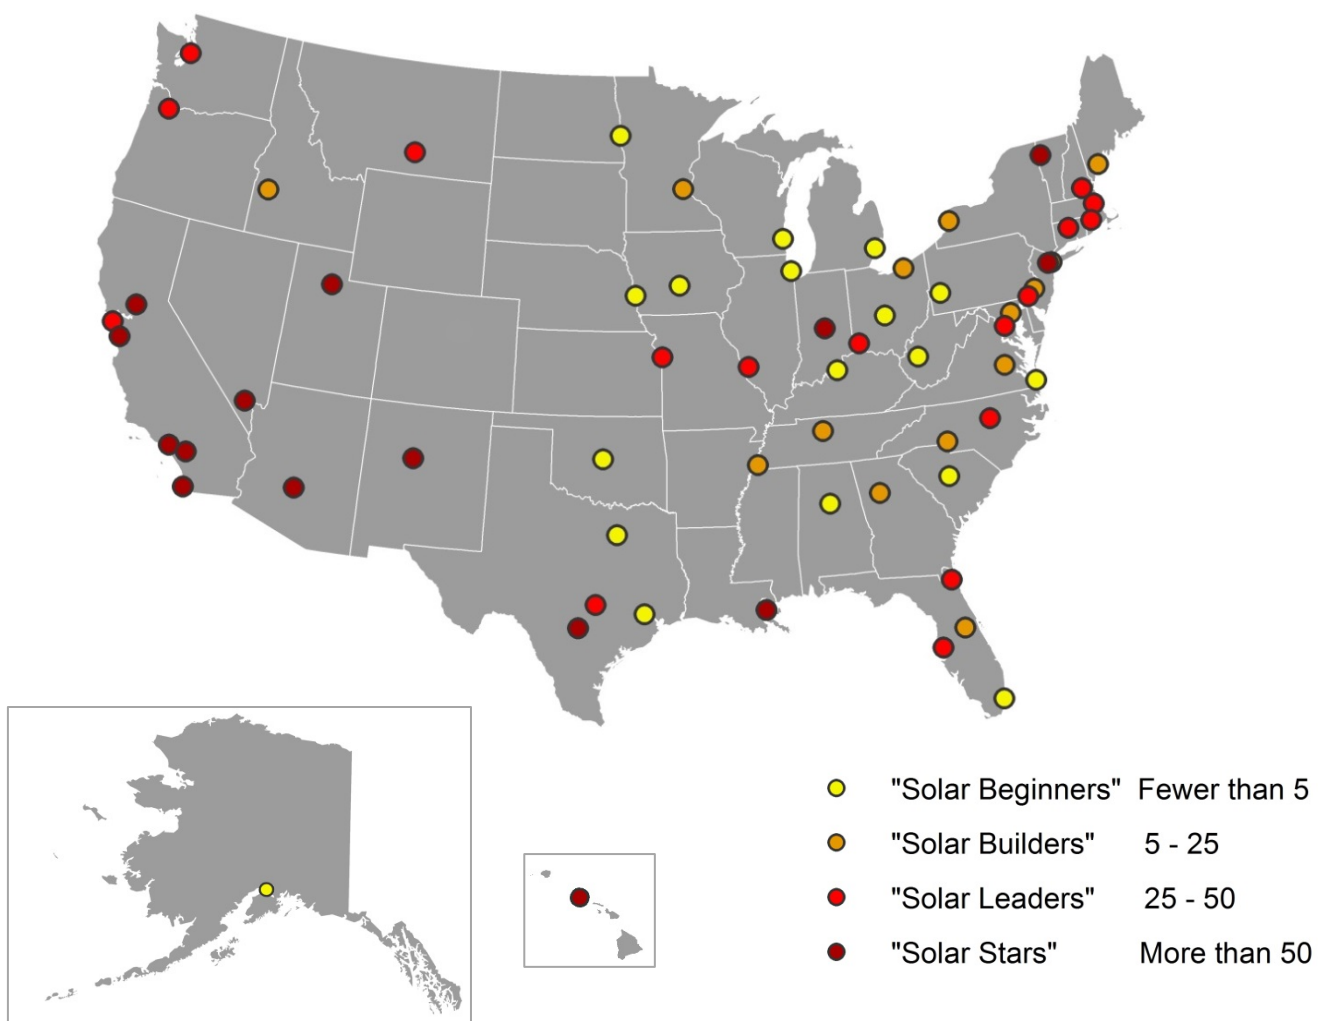 "Solar Beginners" Fewer than 5
"Solar Builders" 5 - 25
"Solar Leaders" 25 - 50
"Solar Stars" More than 50